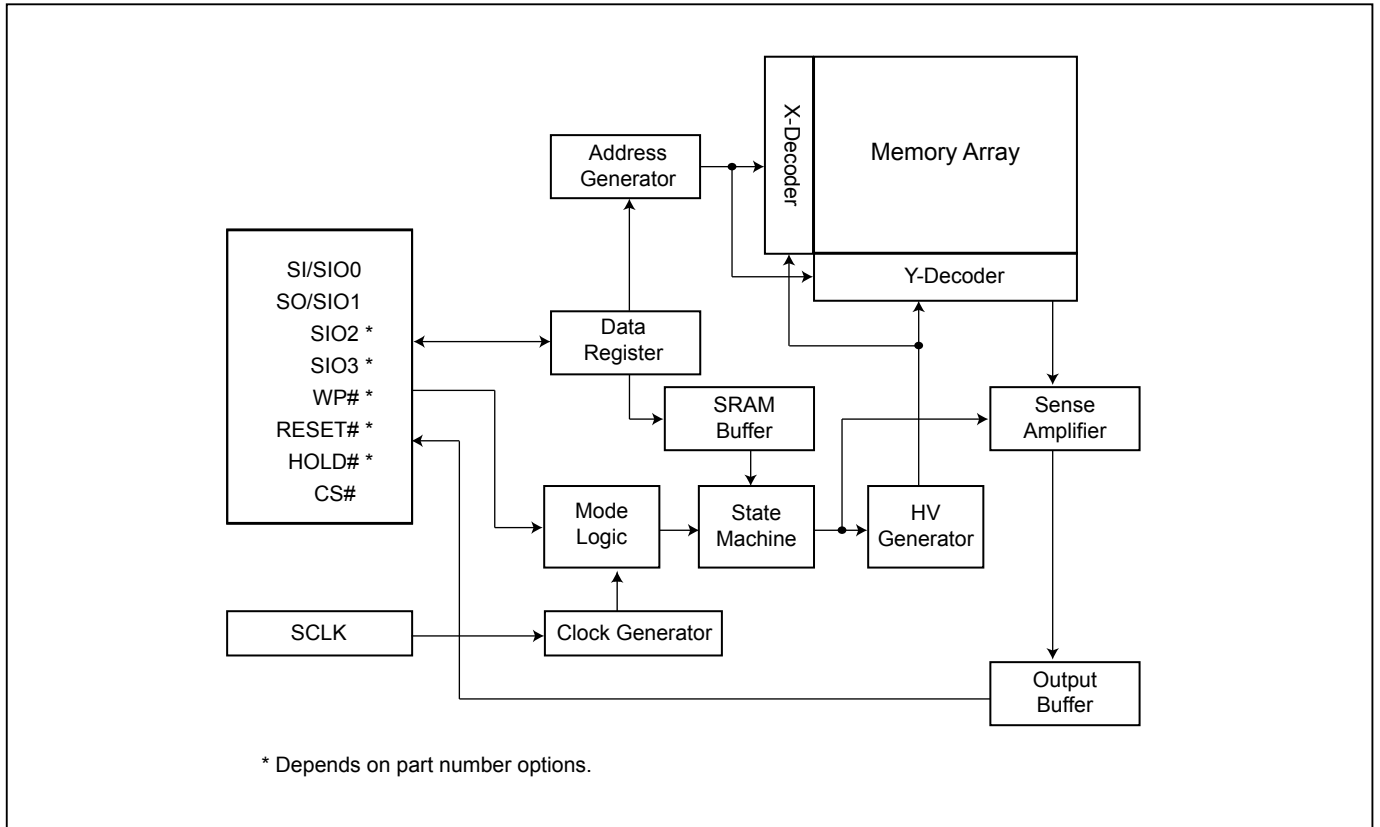 X-Decoder
Memory Array
Address
Generator
Y-Decoder
SI/SIO0
SO/SIO1
SIO2 *
SIO3 *
WP# *
RESET# *
HOLD# *
CS#
Data
Register
SRAM
Buffer
Sense
Amplifier
Mode
Logic
State
Machine
HV
Generator
SCLK
Clock Generator
Output
Buffer
* Depends on part number options.